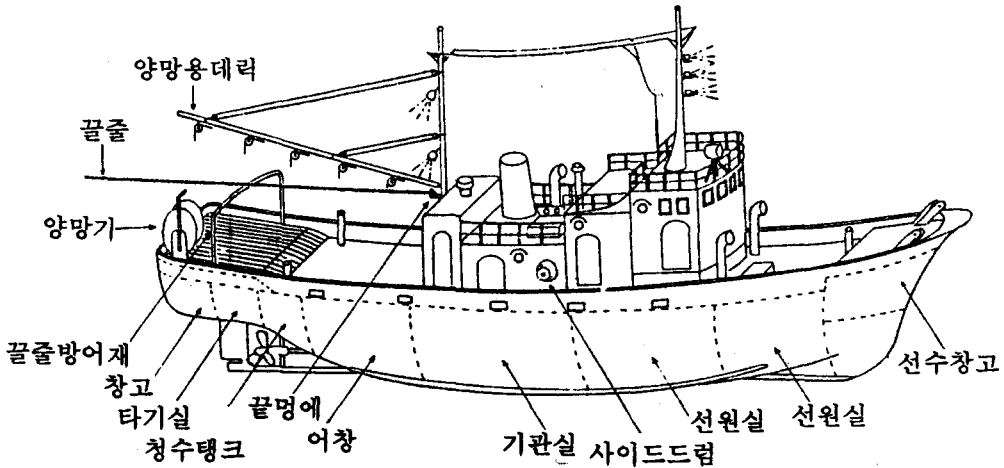 양망용데릭
끌줄
양망기
끌줄방어재
창고
타기실
청수탱크
끝멍에
어창
기관실
사이드드럼
선원실
선원실
선수창고